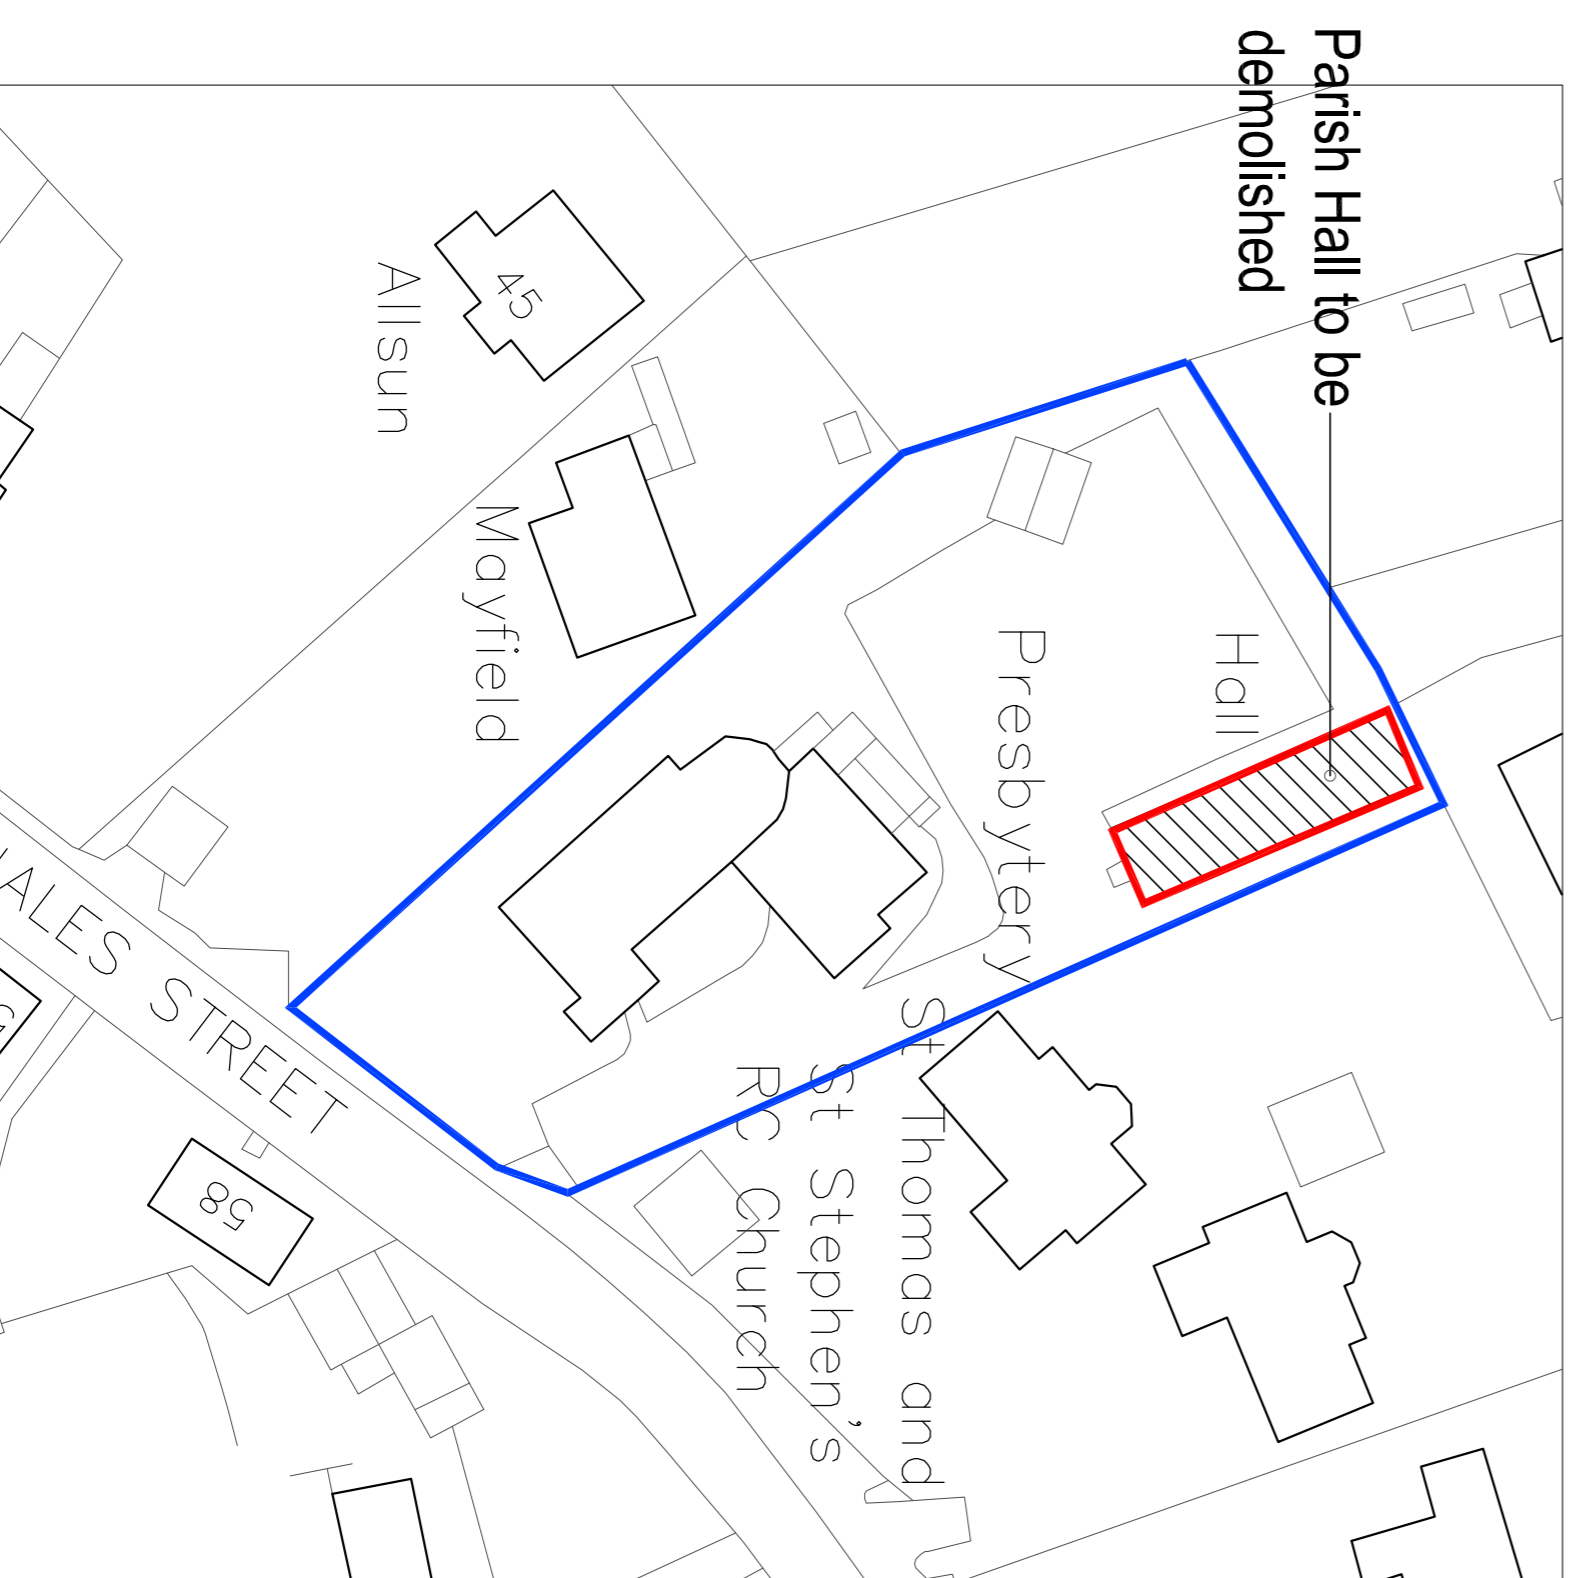 Parish Hall to be
demolished
Hall
Presbytery
St Thomas and
St Stephen's
RC Church
45
Allsun
Mayfield
ALES STREET
58